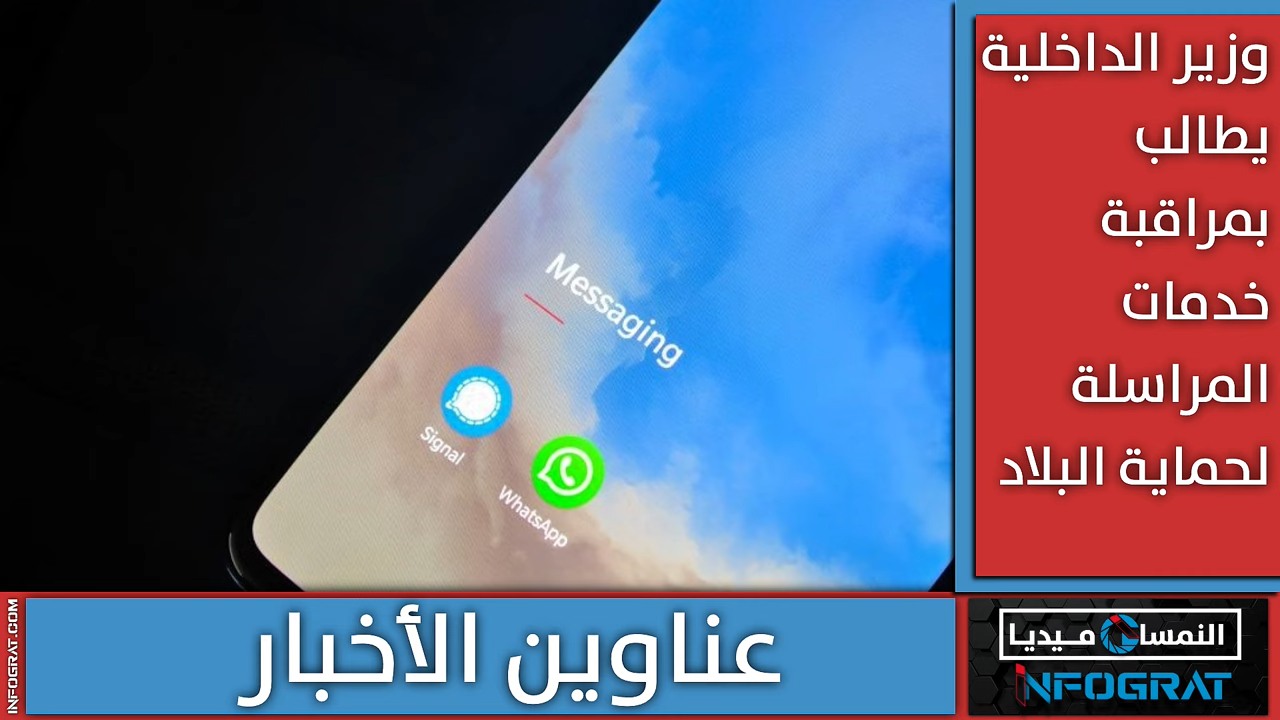 وزير الداخلية
يطالب
بمراقبة
خدمات
المراسلة
لحماية البلاد
Messaging
Signal
WhatsApp
عناوين الأخبار
النمسا ميديا
INFOGRAT
INFOGRAT.COM